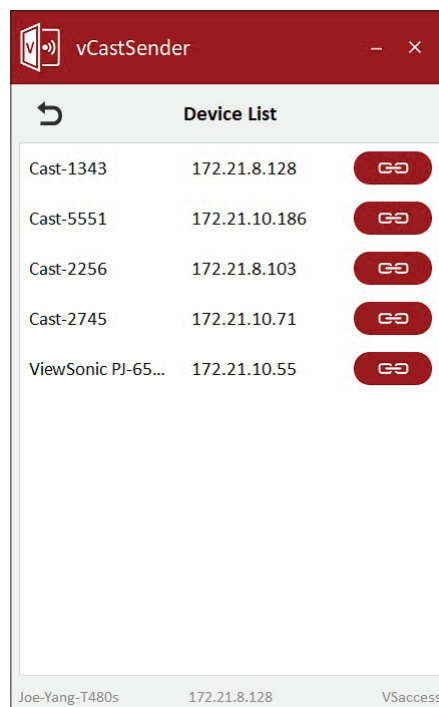 V vCastSender
Device List
Cast-1343 172.21.8.128
Cast-5551 172.21.10.186
Cast-2256 172.21.8.103
Cast-2745 172.21.10.71
ViewSonic PJ-65... 172.21.10.55
Joe-Yang-T480s 172.21.8.128 VSaccess